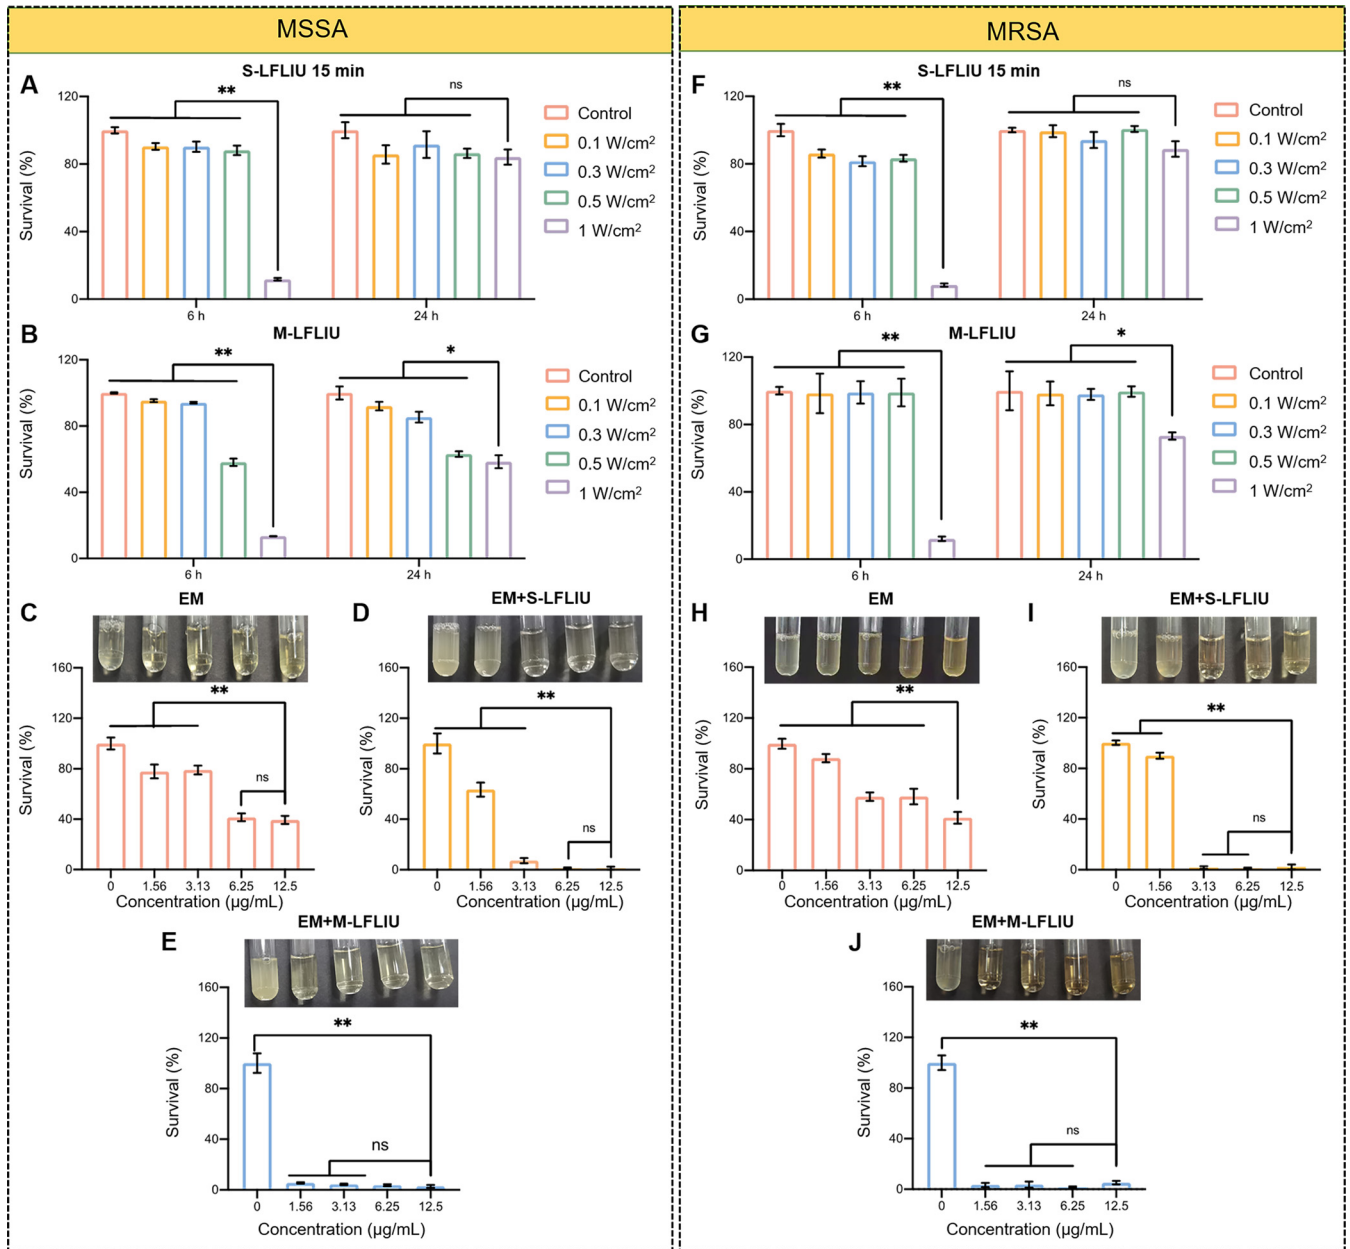 MSSA
A
S-LFLIU 15 min
**
ns
Survival (%)
120
80
40
0
6 h
24 h
Control
0.1 W/cm²
0.3 W/cm²
0.5 W/cm²
1 W/cm²
B
M-LFLIU
**
*
Survival (%)
120
80
40
0
6 h
24 h
Control
0.1 W/cm²
0.3 W/cm²
0.5 W/cm²
1 W/cm²
C
EM
**
ns
Survival (%)
160
120
80
40
0
0 1.56 3.13 6.25 12.5
Concentration (µg/mL)
D
EM+S-LFLIU
**
ns
Survival (%)
160
120
80
40
0
0 1.56 3.13 6.25 12.5
Concentration (µg/mL)
E
EM+M-LFLIU
**
ns
Survival (%)
160
120
80
40
0
0 1.56 3.13 6.25 12.5
Concentration (µg/mL)
MRSA
F
S-LFLIU 15 min
**
ns
Survival (%)
120
80
40
0
6 h
24 h
Control
0.1 W/cm²
0.3 W/cm²
0.5 W/cm²
1 W/cm²
G
M-LFLIU
**
*
Survival (%)
120
80
40
0
6 h
24 h
Control
0.1 W/cm²
0.3 W/cm²
0.5 W/cm²
1 W/cm²
H
EM
**
Survival (%)
160
120
80
40
0
0 1.56 3.13 6.25 12.5
Concentration (µg/mL)
I
EM+S-LFLIU
**
ns
Survival (%)
160
120
80
40
0
0 1.56 3.13 6.25 12.5
Concentration (µg/mL)
J
EM+M-LFLIU
**
ns
Survival (%)
160
120
80
40
0
0 1.56 3.13 6.25 12.5
Concentration (µg/mL)